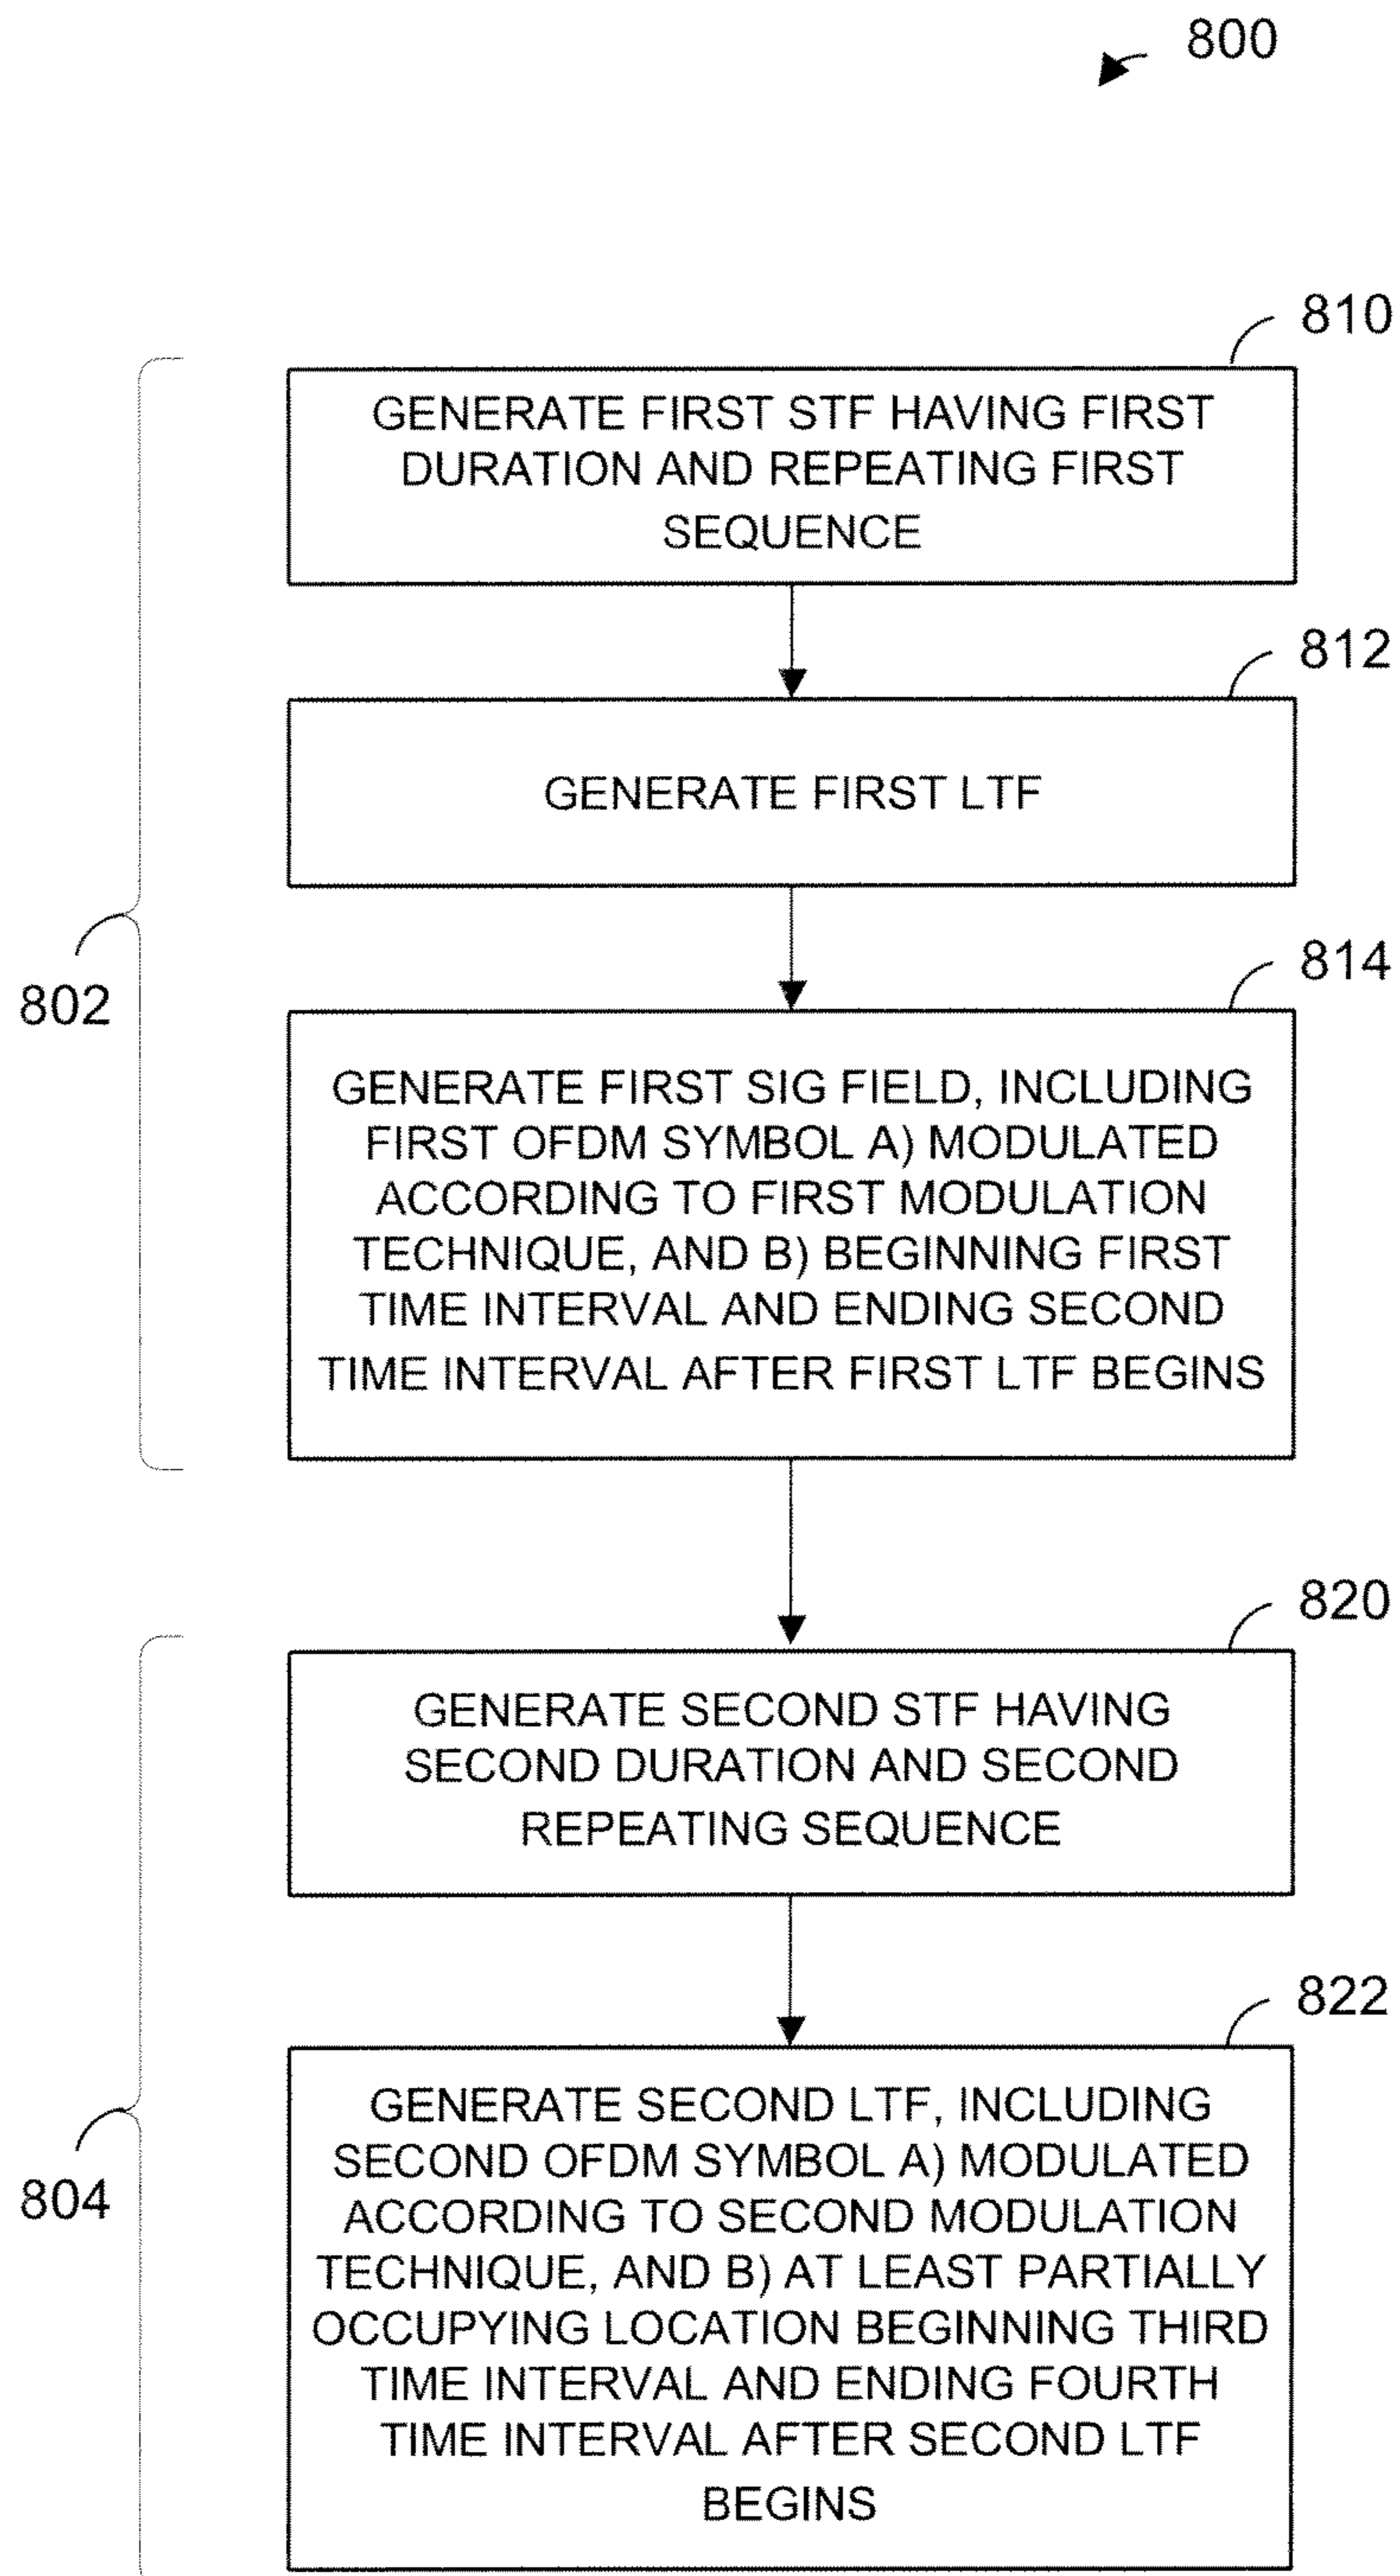 800
810
GENERATE FIRST STF HAVING FIRST
DURATION AND REPEATING FIRST
SEQUENCE
812
GENERATE FIRST LTF
802
814
GENERATE FIRST SIG FIELD, INCLUDING
FIRST OFDM SYMBOL A) MODULATED
ACCORDING TO FIRST MODULATION
TECHNIQUE, AND B) BEGINNING FIRST
TIME INTERVAL AND ENDING SECOND
TIME INTERVAL AFTER FIRST LTF BEGINS
820
GENERATE SECOND STF HAVING
SECOND DURATION AND SECOND
REPEATING SEQUENCE
804
822
GENERATE SECOND LTF, INCLUDING
SECOND OFDM SYMBOL A) MODULATED
ACCORDING TO SECOND MODULATION
TECHNIQUE, AND B) AT LEAST PARTIALLY
OCCUPYING LOCATION BEGINNING THIRD
TIME INTERVAL AND ENDING FOURTH
TIME INTERVAL AFTER SECOND LTF
BEGINS